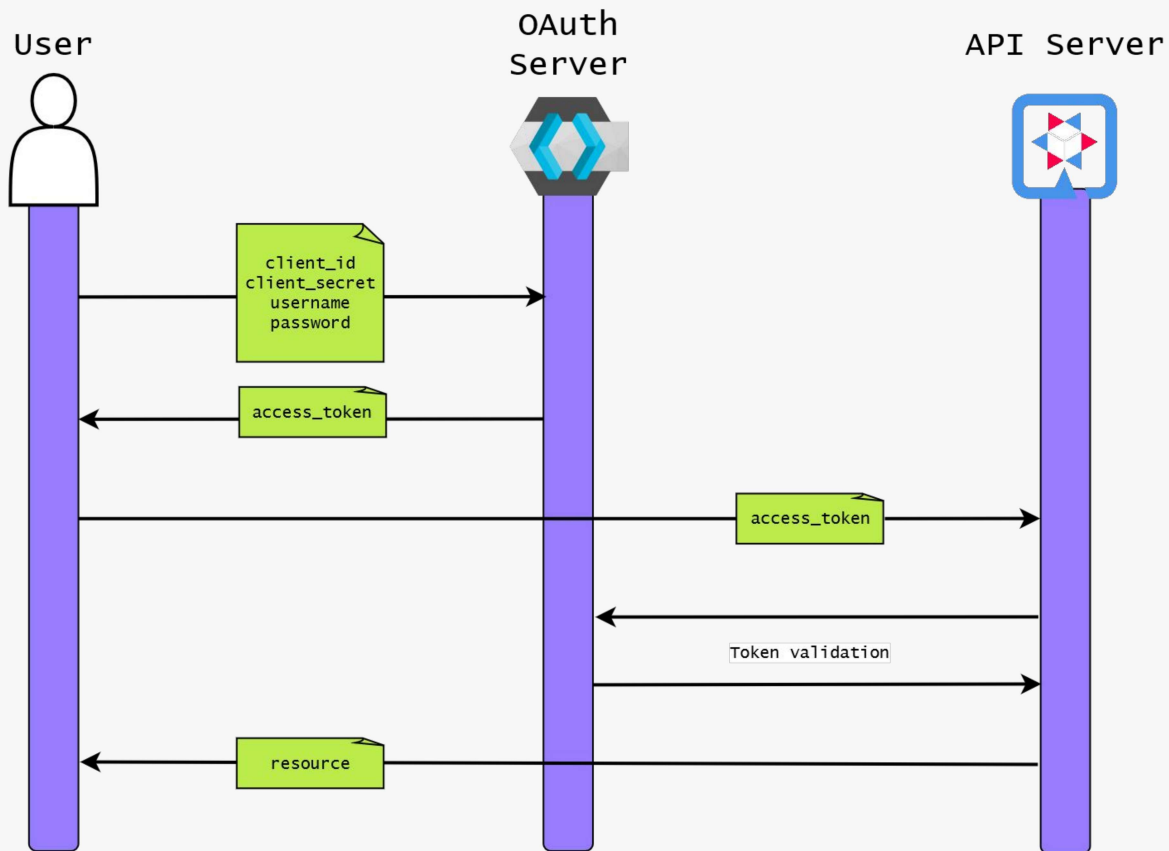 User
OAuth
Server
API Server
client_id
client_secret
username
password
access_token
access_token
Token validation
resource